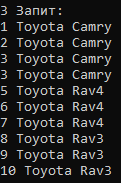 3 Запит:
1 Toyota Camry
2 Toyota Camry
3 Toyota Camry
3 Toyota Camry
5 Toyota Rav4
6 Toyota Rav4
7 Toyota Rav4
8 Toyota Rav3
9 Toyota Rav3
10 Toyota Rav3